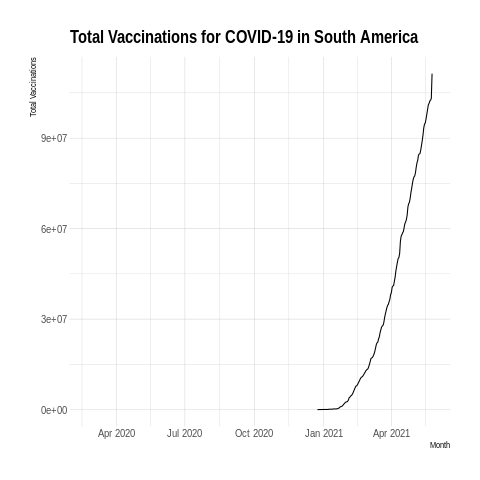 Total Vaccinations for COVID-19 in South America
Total Vaccinations
9e+07
6e+07
3e+07
0e+00
Apr 2020 Jul 2020 Oct 2020 Jan 2021 Apr 2021
Month